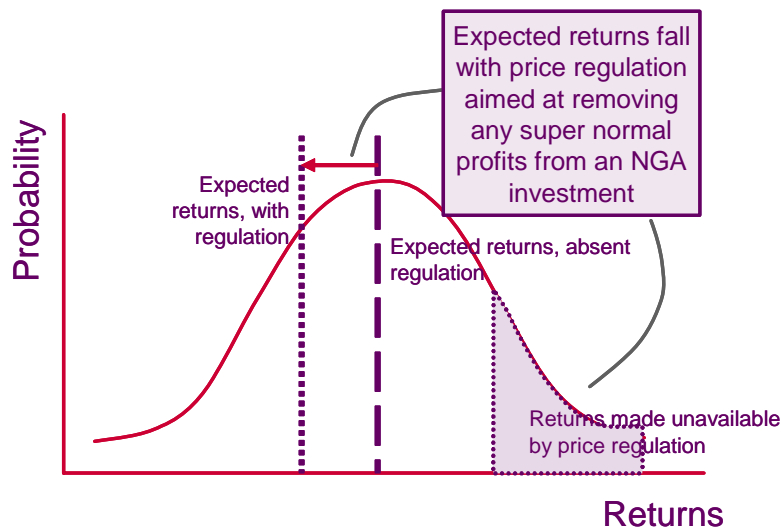 Expected returns fall
with price regulation
aimed at removing
any super normal
profits from an NGA
investment
Probability
Expected
returns, with
regulation
Expected returns, absent
regulation
Returns made unavailable
by price regulation
Returns